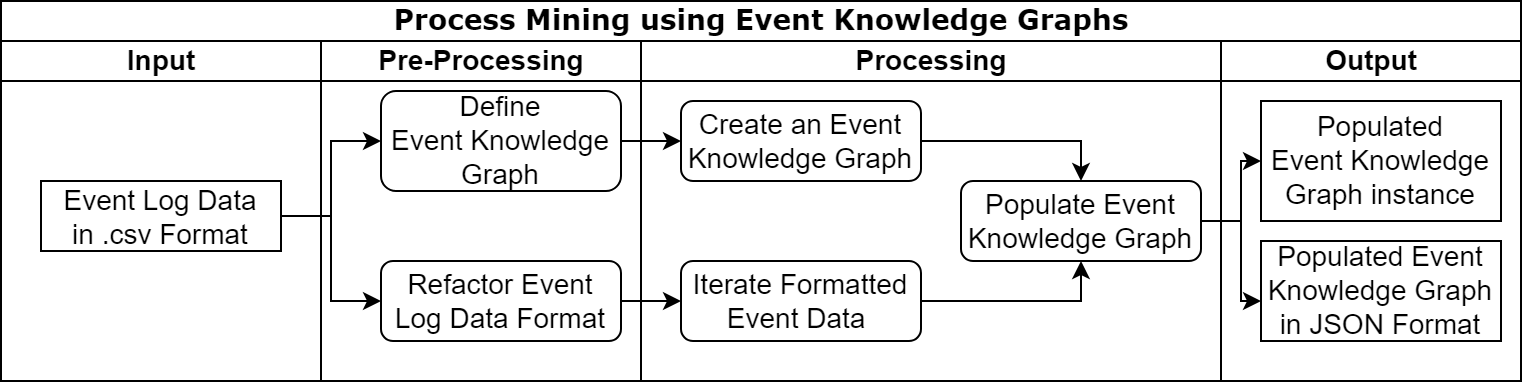 Process Mining using Event Knowledge Graphs
Input
Pre-Processing
Processing
Output
Event Log Data
in .csv Format
Define
Event Knowledge
Graph
Refactor Event
Log Data Format
Create an Event
Knowledge Graph
Iterate Formatted
Event Data
Populate Event
Knowledge Graph
Populated
Event Knowledge
Graph instance
Populated Event
Knowledge Graph
in JSON Format